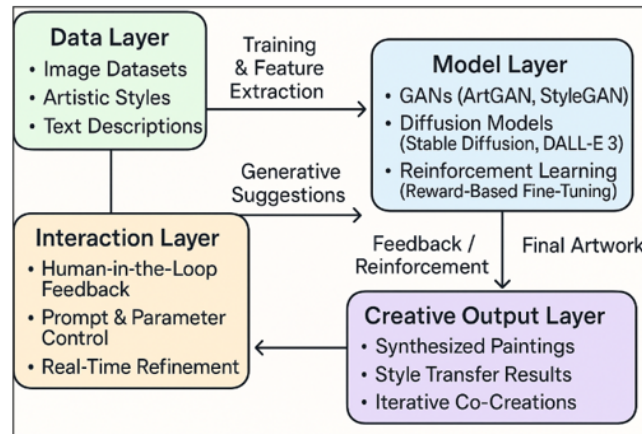 Data Layer
• Image Datasets
• Artistic Styles
• Text Descriptions
Training
& Feature
Extraction
Model Layer
• GANs (ArtGAN, StyleGAN)
• Diffusion Models
(Stable Diffusion, DALL-E 3)
• Reinforcement Learning
(Reward-Based Fine-Tuning)
Generative
Suggestions
Interaction Layer
• Human-in-the-Loop
Feedback
• Prompt & Parameter
Control
• Real-Time Refinement
Feedback /
Reinforcement
Final Artwork
Creative Output Layer
• Synthesized Paintings
• Style Transfer Results
• Iterative Co-Creations